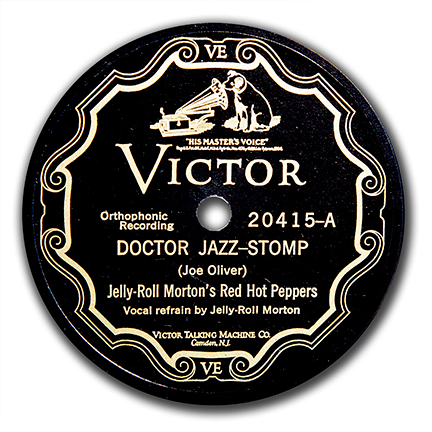 VE
"HIS MASTER'S VOICE"
VICTOR
Orthophonic
Recording
20415-A
DOCTOR JAZZ–STOMP
(Joe Oliver)
Jelly-Roll Morton's Red Hot Peppers
Vocal refrain by Jelly-Roll Morton
VICTOR TALKING MACHINE CO.
Camden, N.J.
VE